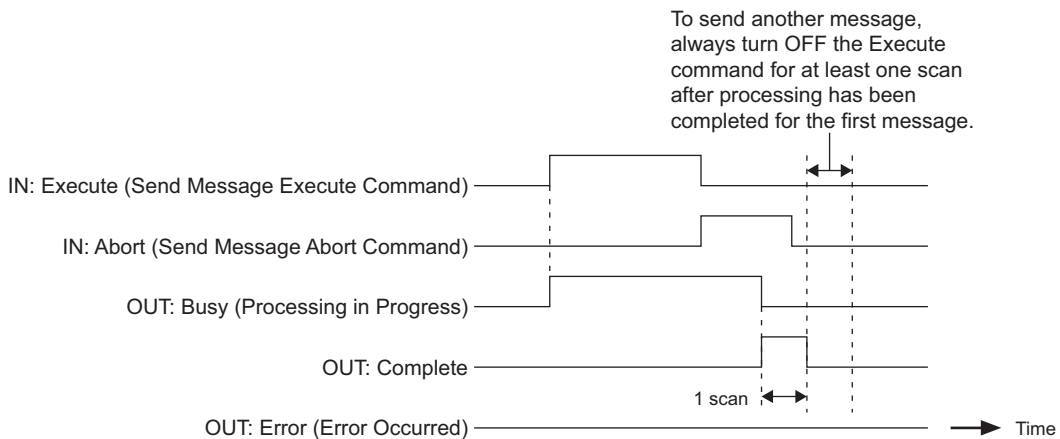 To send another message,
always turn OFF the Execute
command for at least one scan
after processing has been
completed for the first message.
IN: Execute (Send Message Execute Command)
IN: Abort (Send Message Abort Command)
OUT: Busy (Processing in Progress)
OUT: Complete
1 scan
OUT: Error (Error Occurred)
Time